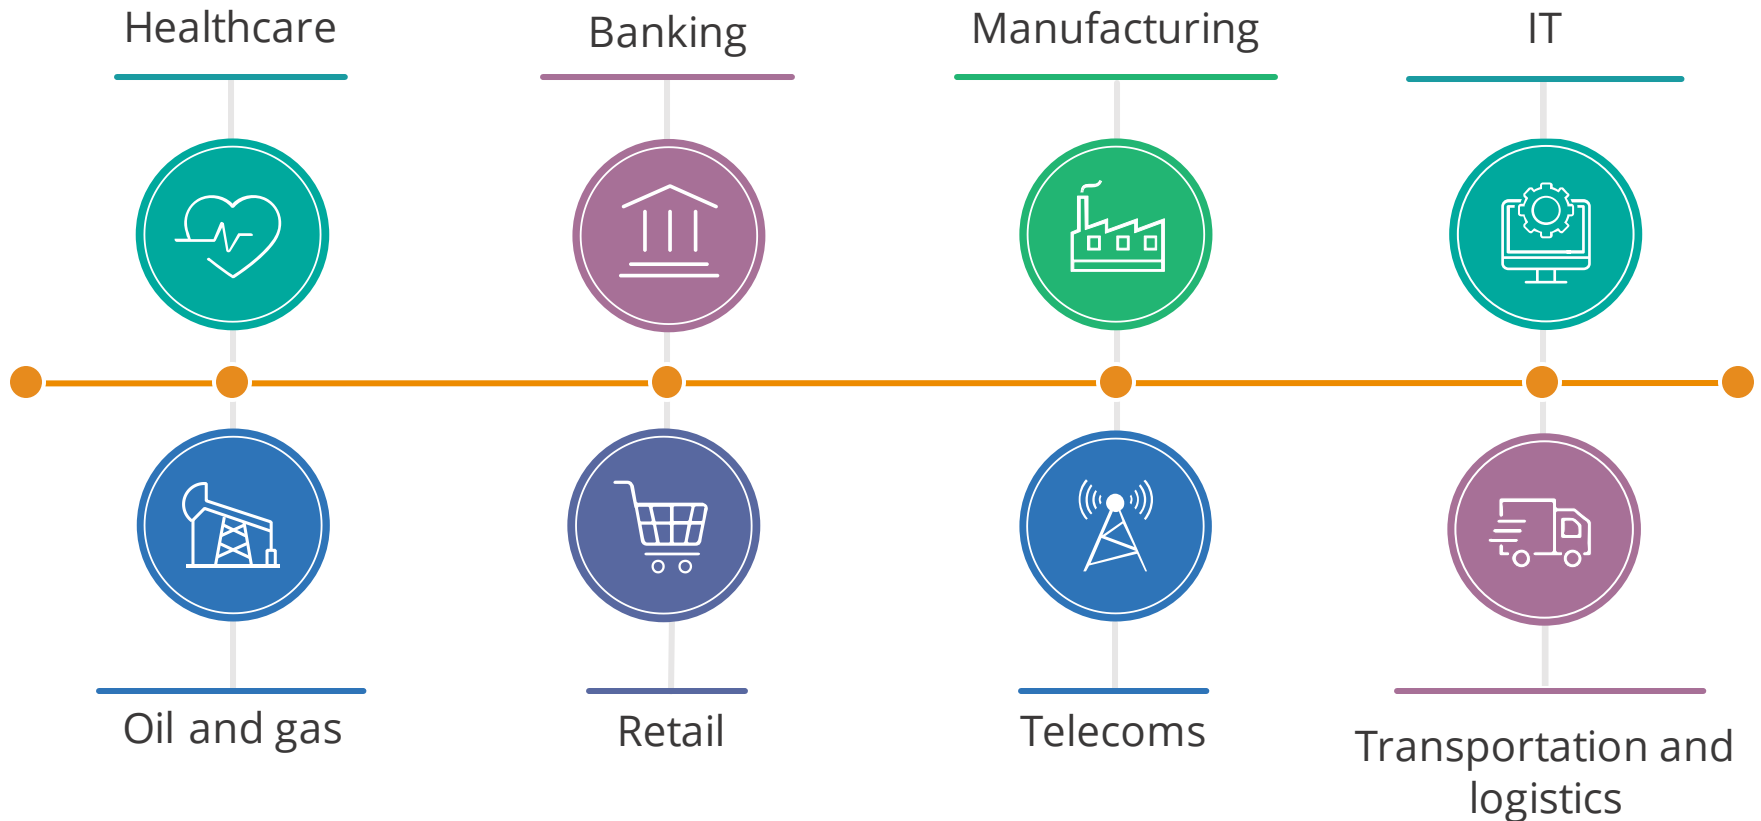 Healthcare
Banking
Manufacturing
IT
Oil and gas
Retail
Telecoms
Transportation and
logistics